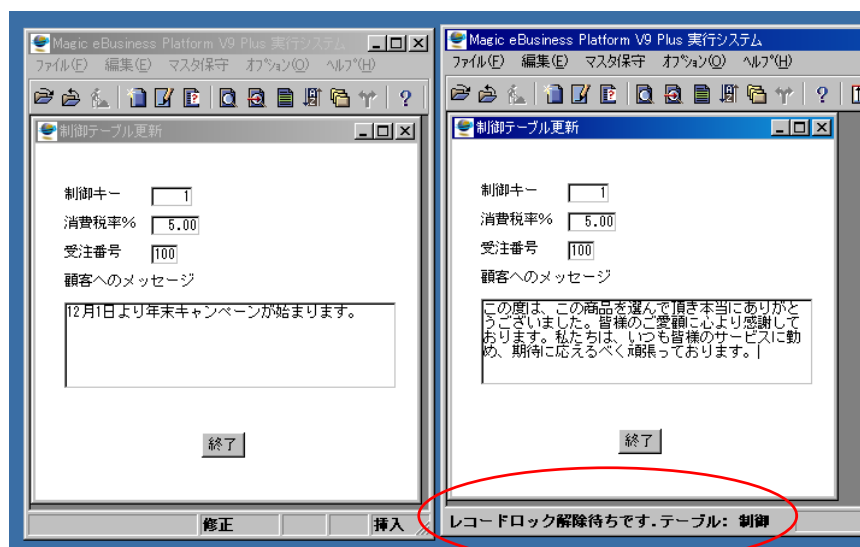 Magic eBusiness Platform V9 Plus 実行システム
ファイル(F) 編集(E) マスタ保守 オプション(O) ヘルプ(H)
制御テーブル更新
制御キー 1
消費税率% 5.00
受注番号 100
顧客へのメッセージ
12月1日より年末キャンペーンが始まります。
終了
修正 挿入
Magic eBusiness Platform V9 Plus 実行システム
ファイル(F) 編集(E) マスタ保守 オプション(O) ヘルプ(H)
制御テーブル更新
制御キー 1
消費税率% 5.00
受注番号 100
顧客へのメッセージ
この度は、この商品を選んで頂き本当にありがと
うございました。皆様のご愛顧に心より感謝して
おります。私たちは、いつも皆様のサービスに勤
め、期待に応えるべく頑張っております。
終了
レコードロック解除待ちです.テーブル: 制御